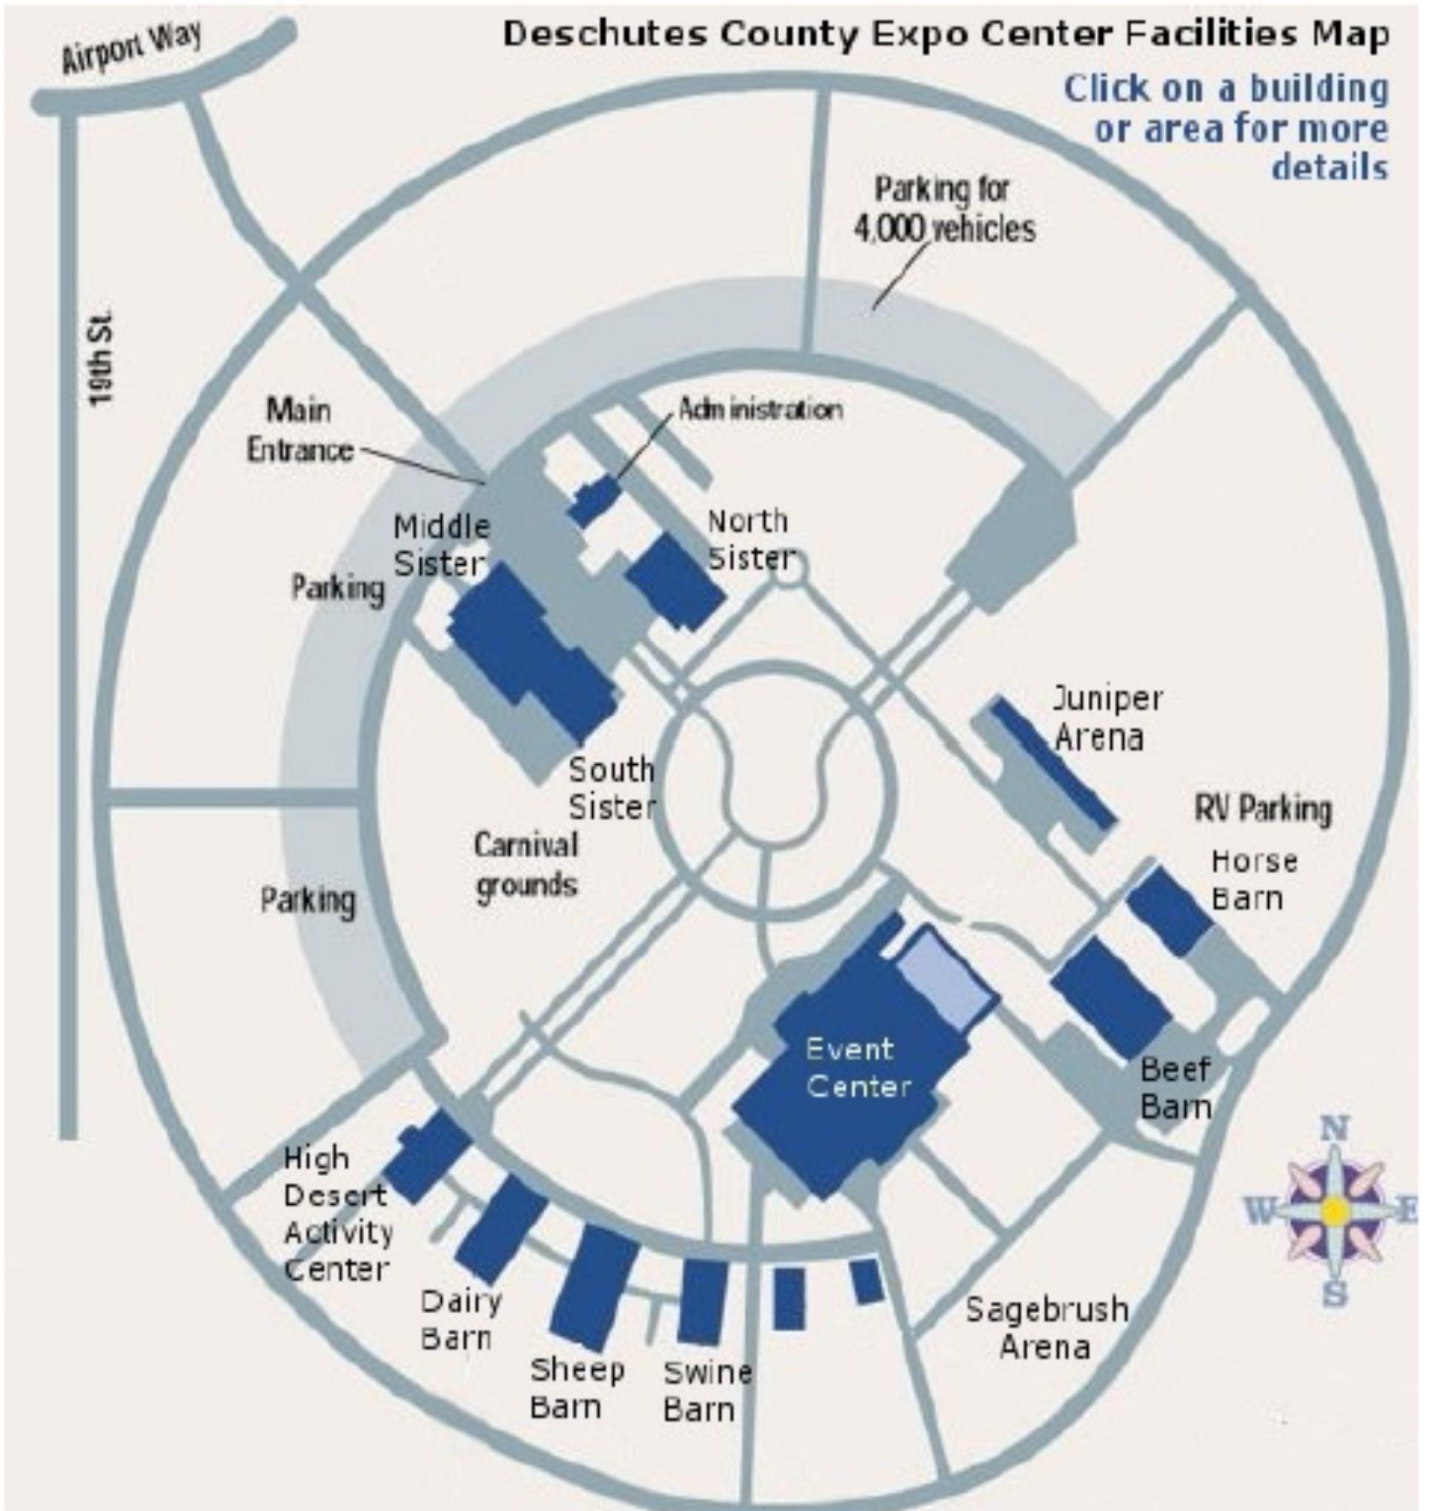 Deschutes County Expo Center Facilities Map
Click on a building
or area for more
details
Airport Way
19th St.
Parking for
4,000 vehicles
Main
Entrance
Administration
Middle
Sister
North
Sister
Parking
South
Sister
Juniper
Arena
RV Parking
Carnival
grounds
Horse
Barn
Parking
Event
Center
Beef
Barn
N
W
E
S
High
Desert
Activity
Center
Dairy
Barn
Sheep
Barn
Swine
Barn
Sagebrush
Arena